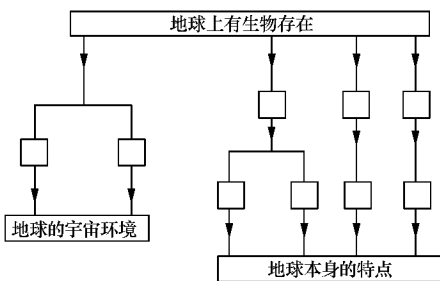 地球上有生物存在
地球的宇宙环境
地球本身的特点